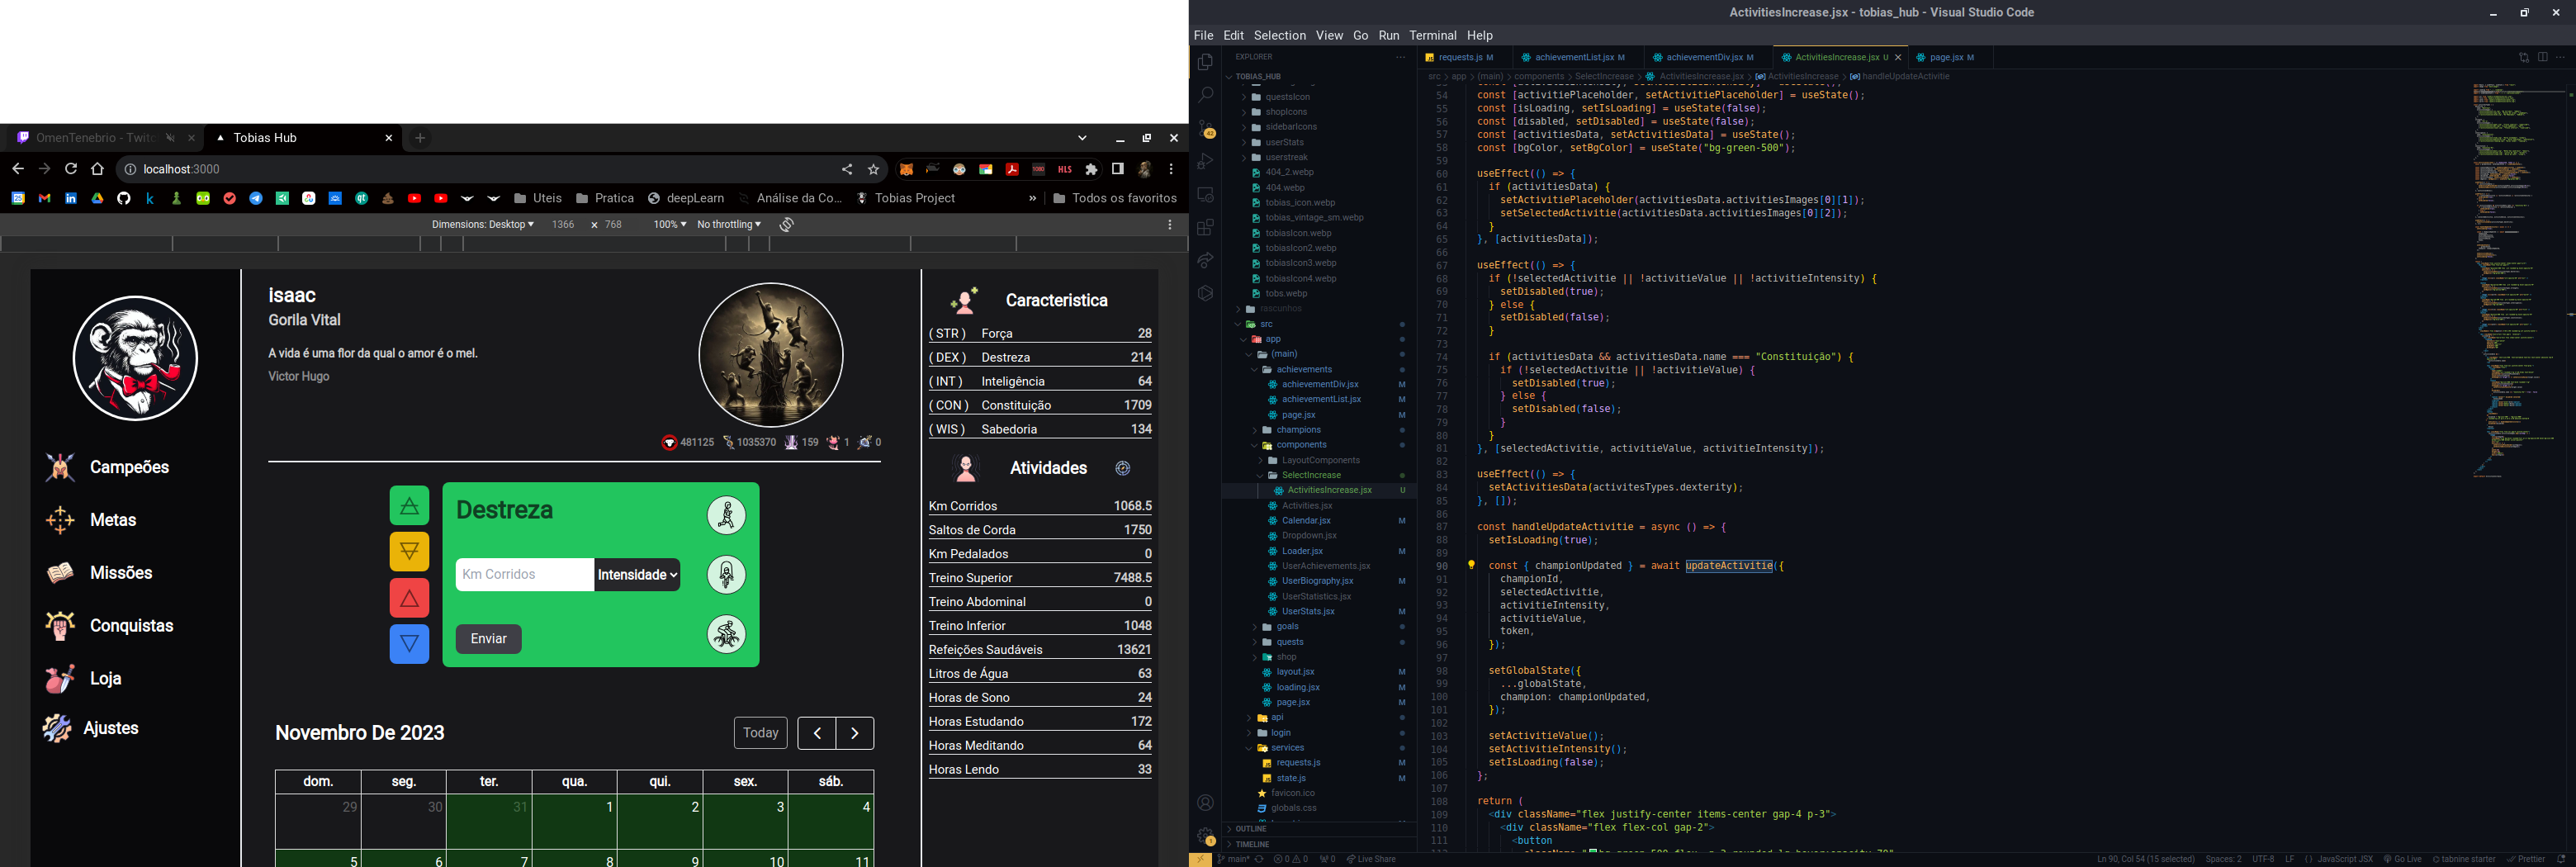 OmenTenebrio - Twitc
Tobias Hub
localhost:3000
Uteis
Pratica
deepLearn
Análise da Co...
Tobias Project
»
Todos os favoritos
Dimensions: Desktop
1366 x 768
100%
No throttling
isaac
Gorila Vital
A vida é uma flor da qual o amor é o mel.
Victor Hugo
481125 1035370 159 1 0
Campeões
Metas
Missões
Conquistas
Loja
Ajustes
Destreza
Km Corridos
Intensidade
Enviar
Novembro De 2023
Today
dom. seg. ter. qua. qui. sex. sáb.
29 30 31 1 2 3 4
5 6 7 8 9 10 11
Caracteristica
( STR ) Força 28
( DEX ) Destreza 214
( INT ) Inteligência 64
( CON ) Constituição 1709
( WIS ) Sabedoria 134
Atividades
Km Corridos 1068.5
Saltos de Corda 1750
Km Pedalados 0
Treino Superior 7488.5
Treino Abdominal 0
Treino Inferior 1048
Refeições Saudáveis 13621
Litros de Água 63
Horas de Sono 24
Horas Estudando 172
Horas Meditando 64
Horas Lendo 33
ActivitiesIncrease.jsx - tobias_hub - Visual Studio Code
File Edit Selection View Go Run Terminal Help
EXPLORER
TOBIAS_HUB
questsIcon
shopIcons
sidebarIcons
userStats
userstreak
404_2.webp
404.webp
tobias_icon.webp
tobias_vintage_sm.webp
tobiasIcon.webp
tobiasIcon2.webp
tobiasIcon3.webp
tobiasIcon4.webp
tobs.webp
rascunhos
src
app
(main)
achievements
achievementDiv.jsx M
achievementList.jsx M
page.jsx M
champions
components
LayoutComponents
SelectIncrease
ActivitiesIncrease.jsx U
Activities.jsx
Calendar.jsx M
Dropdown.jsx
Loader.jsx M
UserAchievements.jsx
UserBiography.jsx M
UserStatistics.jsx
UserStats.jsx M
goals
quests
shop
layout.jsx M
loading.jsx M
page.jsx M
api
login
services
requests.js M
state.js M
favicon.ico
globals.css
OUTLINE
TIMELINE
requests.js M
achievementList.jsx M
achievementDiv.jsx M
ActivitiesIncrease.jsx U
page.jsx M
src > app > (main) > components > SelectIncrease > ActivitiesIncrease.jsx > ActivitiesIncrease > handleUpdateActivitie
54 const [activitiePlaceholder, setActivitiePlaceholder] = useState();
55 const [isLoading, setIsLoading] = useState(false);
56 const [disabled, setDisabled] = useState(false);
57 const [activitiesData, setActivitiesData] = useState();
58 const [bgColor, setBgColor] = useState("bg-green-500");
59
60 useEffect(() => {
61 if (activitiesData) {
62 setActivitiePlaceholder(activitiesData.activitiesImages[0][1]);
63 setSelectedActivitie(activitiesData.activitiesImages[0][2]);
64 }
65 }, [activitiesData]);
66
67 useEffect(() => {
68 if (!selectedActivitie || !activitieValue || !activitieIntensity) {
69 setDisabled(true);
70 } else {
71 setDisabled(false);
72 }
73
74 if (activitiesData && activitiesData.name === "Constituição") {
75 if (!selectedActivitie || !activitieValue) {
76 setDisabled(true);
77 } else {
78 setDisabled(false);
79 }
80 }
81 }, [selectedActivitie, activitieValue, activitieIntensity]);
82
83 useEffect(() => {
84 setActivitiesData(activitesTypes.dexterity);
85 }, []);
86
87 const handleUpdateActivitie = async () => {
88 setIsLoading(true);
89
90 const { championUpdated } = await updateActivitie({
91 championId,
92 selectedActivitie,
93 activitieIntensity,
94 activitieValue,
95 token,
96 });
97
98 setGlobalState({
99 ...globalState,
100 champion: championUpdated,
101 });
102
103 setActivitieValue();
104 setActivitieIntensity();
105 setIsLoading(false);
106 };
107
108 return (
109 <div className="flex justify-center items-center gap-4 p-3">
110 <div className="flex flex-col gap-2">
111 <button
main* 0 0 0 Live Share
Ln 90, Col 54 (15 selected) Spaces: 2 UTF-8 LF JavaScript JSX Go Live tabnine starter Prettier